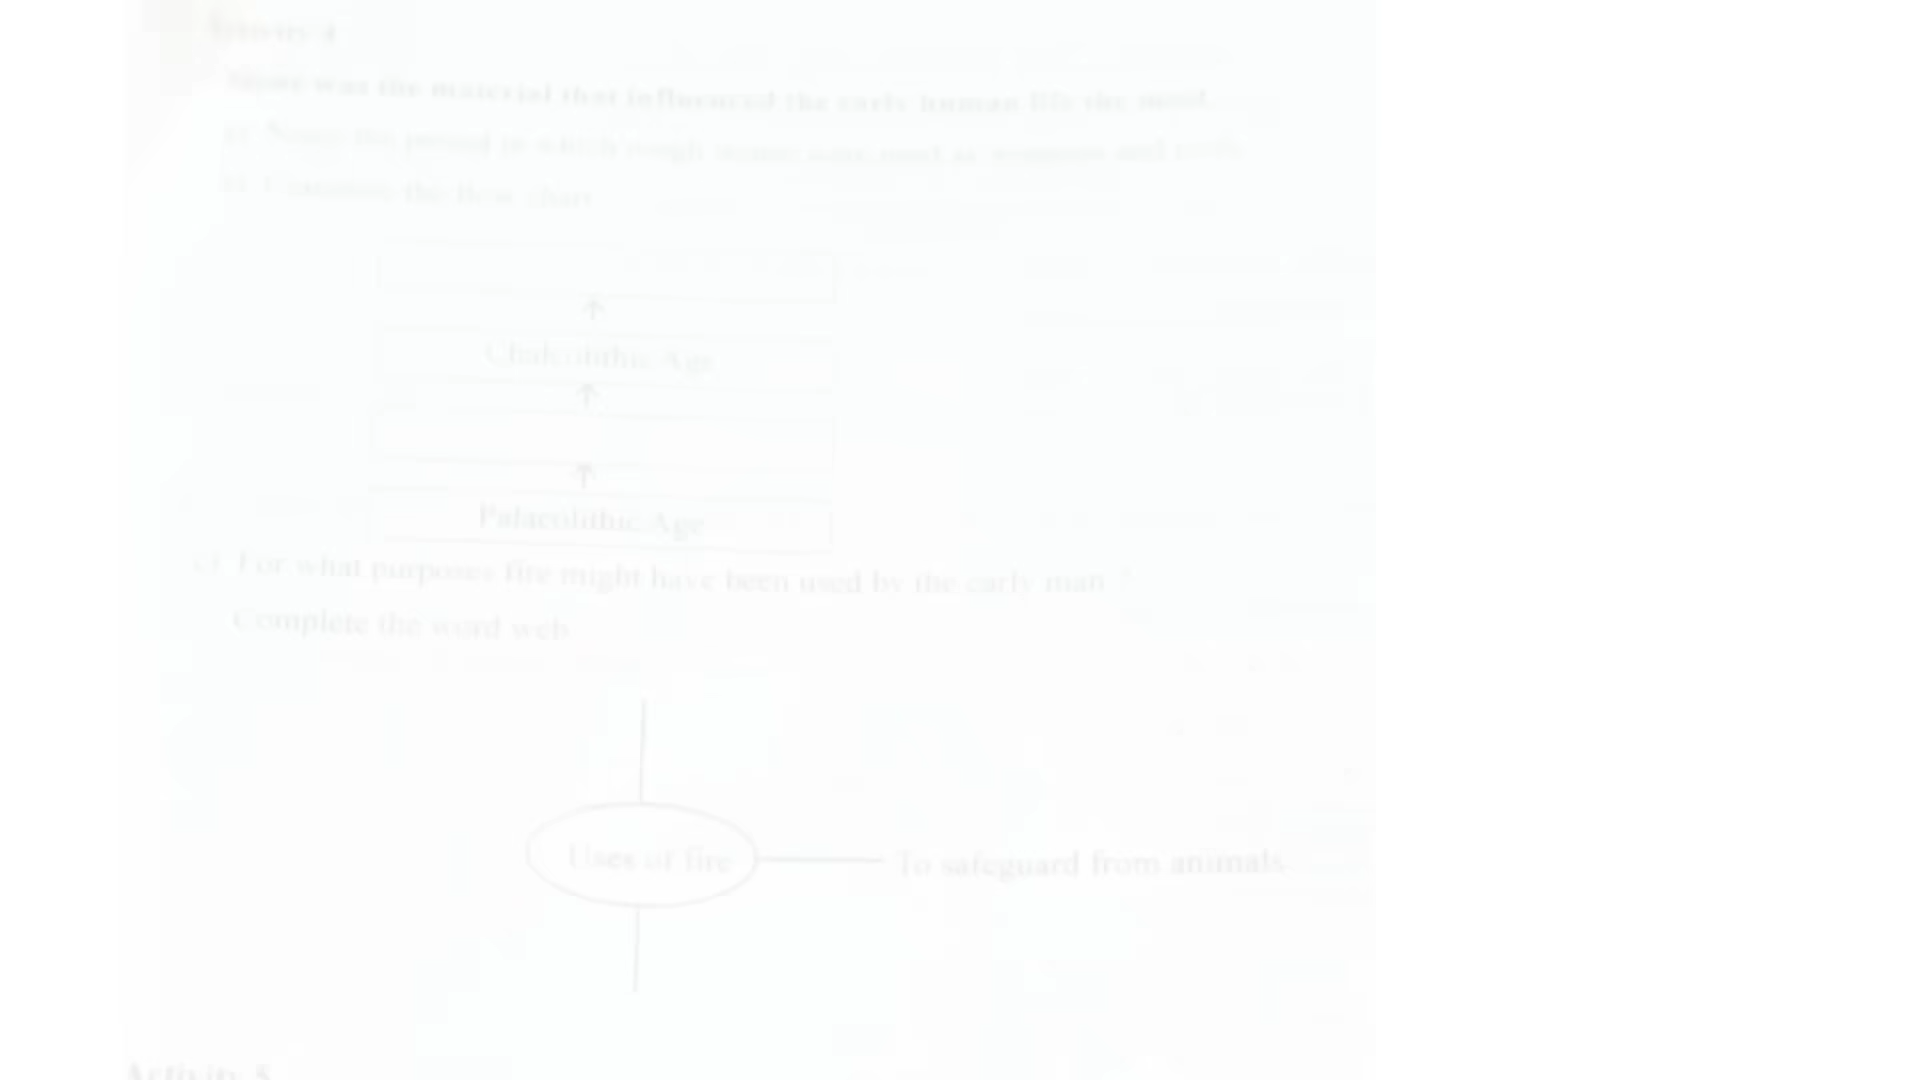 Activity 4
Stone was the material that influenced the early human life the most.
a) Name the period in which rough stones were used as weapons and tools.
b) Complete the flow chart
Chalcolithic Age
Palaeolithic Age
c) For what purposes fire might have been used by the early man ?
Complete the word web
Uses of fire
To safeguard from animals
Activity 5